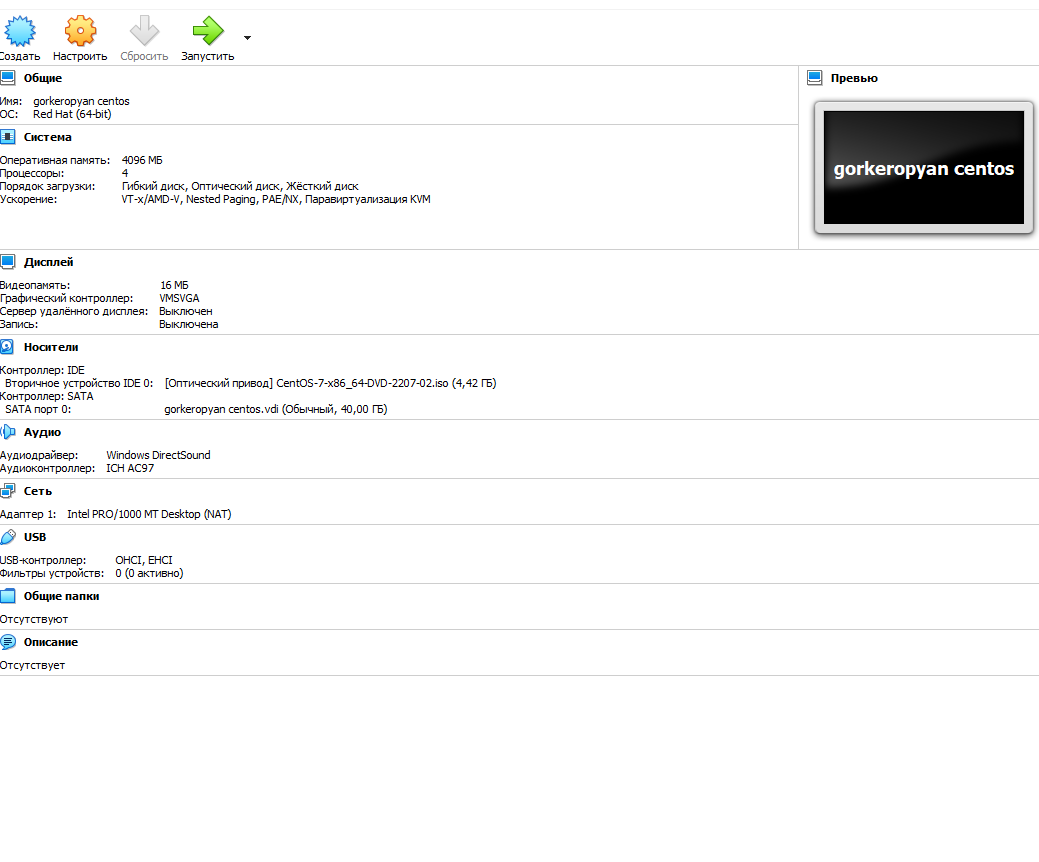 Создать Настроить Сбросить Запустить
Общие
Имя: gorkeropyan centos
ОС: Red Hat (64-bit)
Система
Оперативная память: 4096 МБ
Процессоры: 4
Порядок загрузки: Гибкий диск, Оптический диск, Жёсткий диск
Ускорение: VT-x/AMD-V, Nested Paging, PAE/NX, Паравиртуализация KVM
Превью
gorkeropyan centos
Дисплей
Видеопамять: 16 МБ
Графический контроллер: VMSVGA
Сервер удалённого дисплея: Выключен
Запись: Выключена
Носители
Контроллер: IDE
Вторичное устройство IDE 0: [Оптический привод] CentOS-7-x86_64-DVD-2207-02.iso (4,42 ГБ)
Контроллер: SATA
SATA порт 0: gorkeropyan centos.vdi (Обычный, 40,00 ГБ)
Аудио
Аудиодрайвер: Windows DirectSound
Аудиоконтроллер: ICH AC97
Сеть
Адаптер 1: Intel PRO/1000 MT Desktop (NAT)
USB
USB-контроллер: OHCI, EHCI
Фильтры устройств: 0 (0 активно)
Общие папки
Отсутствуют
Описание
Отсутствует